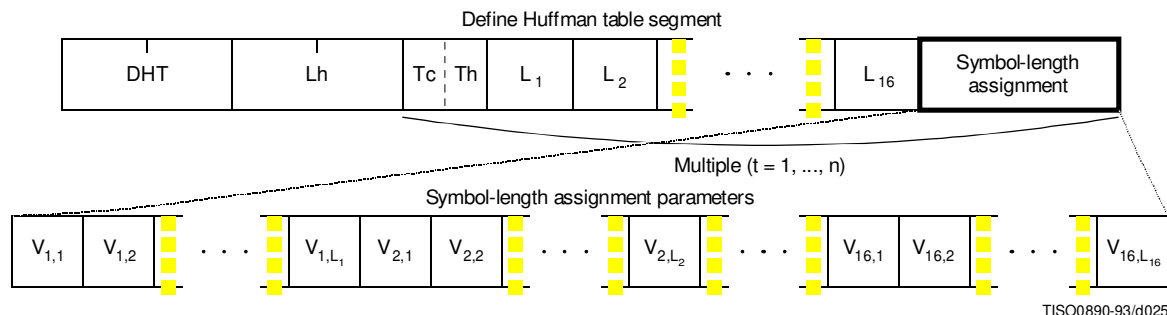 Define Huffman table segment
DHT Lh Tc Th L1 L2 . . . L16 Symbol-length assignment
Multiple (t = 1, ..., n)
Symbol-length assignment parameters
V1,1 V1,2 . . . V1,L1 V2,1 V2,2 . . . V2,L2 . . . V16,1 V16,2 . . . V16,L16
TISO0890-93/d025